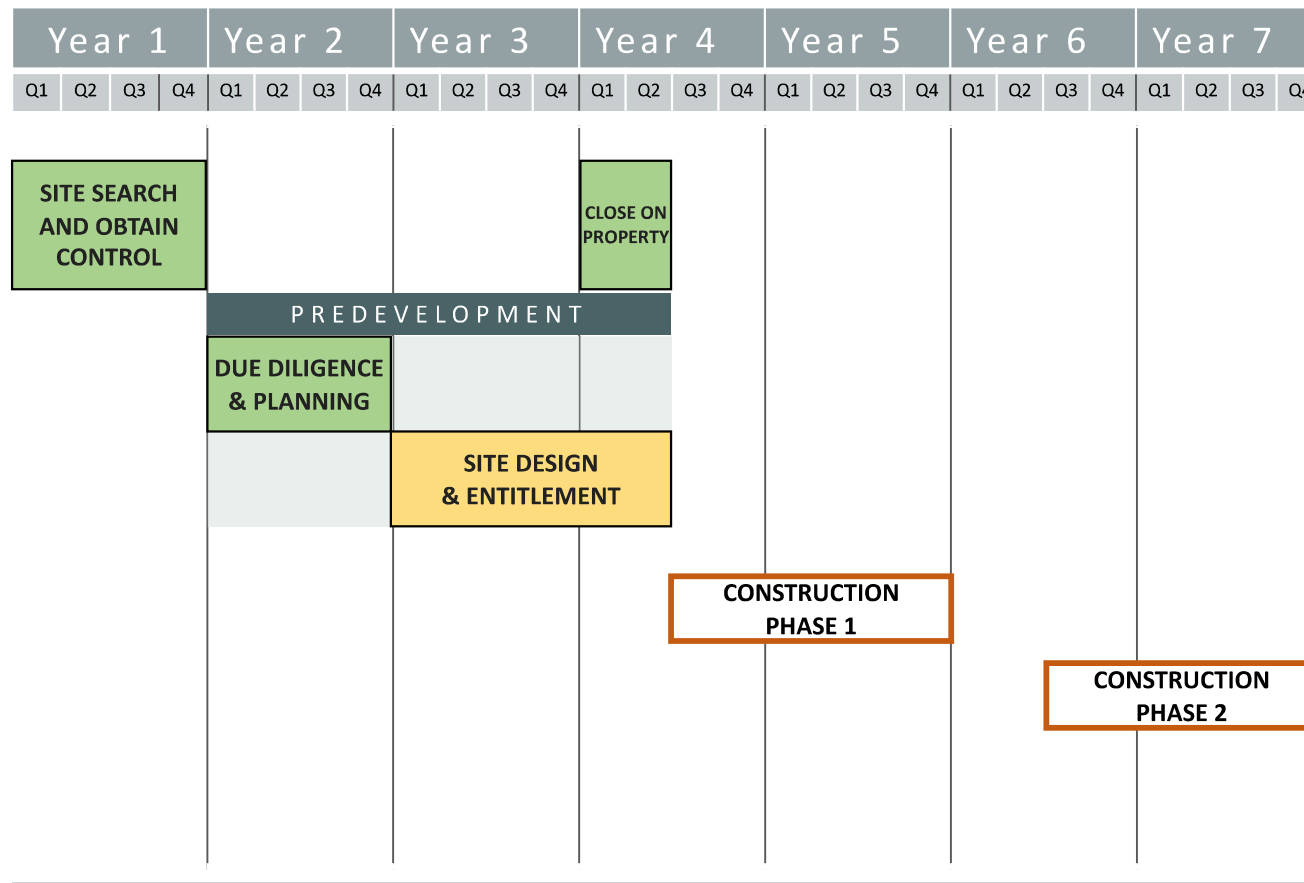 Year 1 Year 2 Year 3 Year 4 Year 5 Year 6 Year 7
Q1 Q2 Q3 Q4 Q1 Q2 Q3 Q4 Q1 Q2 Q3 Q4 Q1 Q2 Q3 Q4 Q1 Q2 Q3 Q4 Q1 Q2 Q3 Q4 Q1 Q2 Q3 Q4
SITE SEARCH
AND OBTAIN
CONTROL
CLOSE ON
PROPERTY
PREDEVELOPMENT
DUE DILIGENCE
& PLANNING
SITE DESIGN
& ENTITLEMENT
CONSTRUCTION
PHASE 1
CONSTRUCTION
PHASE 2